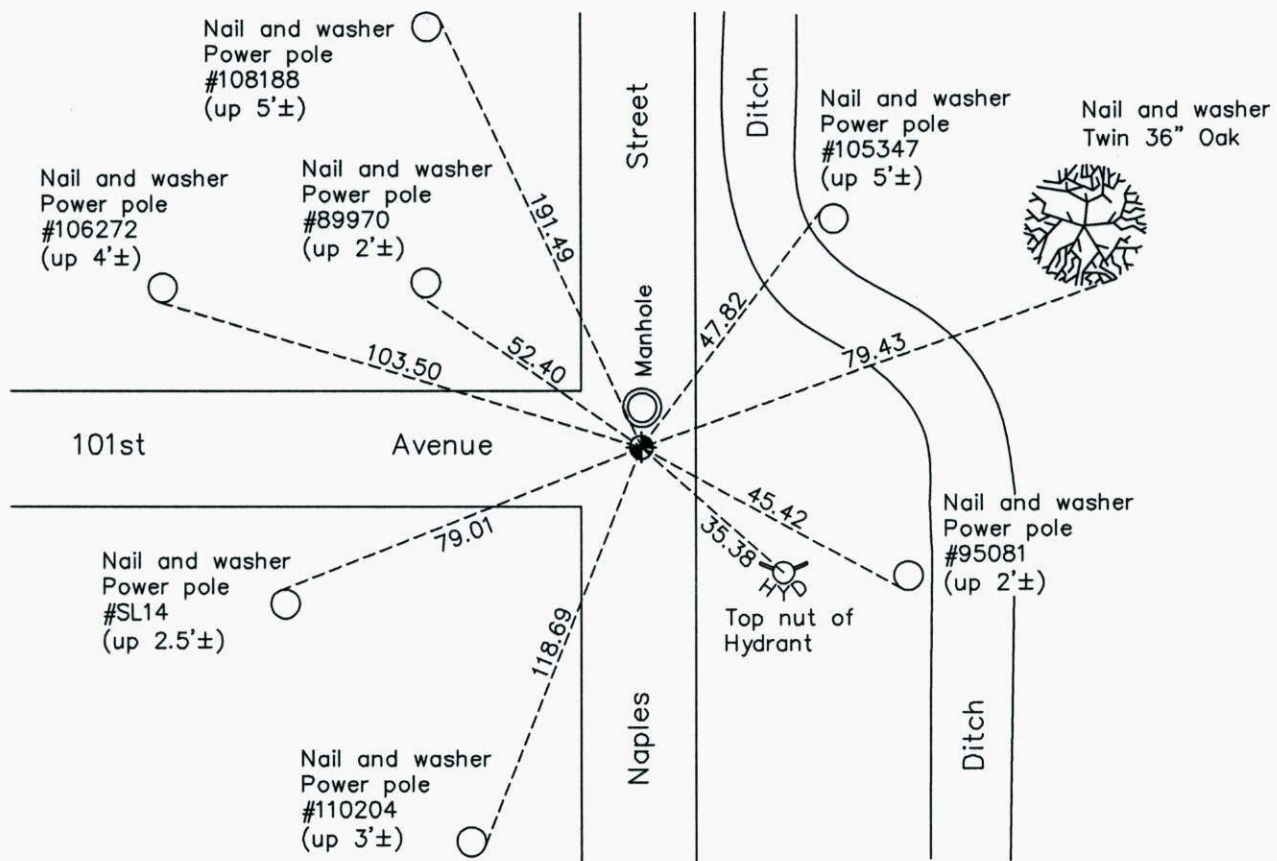 Nail and washer
Power pole
#108188
(up 5'±)
Nail and washer
Power pole
#106272
(up 4'±)
Nail and washer
Power pole
#89970
(up 2'±)
191.49
Street
Ditch
Nail and washer
Power pole
#105347
(up 5'±)
Nail and washer
Twin 36" Oak
103.50
52.40
Manhole
47.82
79.43
101st Avenue
79.01
45.42
35.38
Nail and washer
Power pole
#SL14
(up 2.5'±)
HYD
Top nut of
Hydrant
Nail and washer
Power pole
#95081
(up 2'±)
118.69
Naples
Ditch
Nail and washer
Power pole
#110204
(up 3'±)